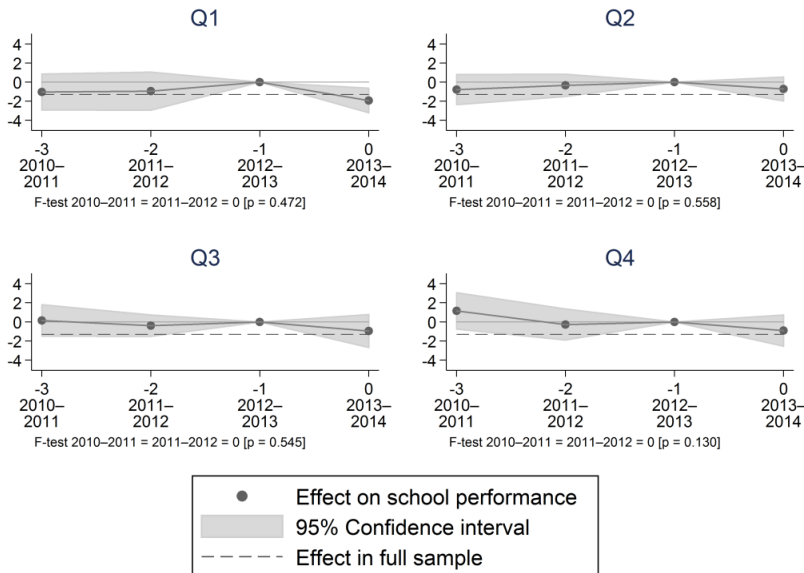 Q1
4
2
0
-2
-4
-3 -2 -1 0
2010– 2011– 2012– 2013–
2011 2012 2013 2014
F-test 2010–2011 = 2011–2012 = 0 [p = 0.472]
Q2
4
2
0
-2
-4
-3 -2 -1 0
2010– 2011– 2012– 2013–
2011 2012 2013 2014
F-test 2010–2011 = 2011–2012 = 0 [p = 0.558]
Q3
4
2
0
-2
-4
-3 -2 -1 0
2010– 2011– 2012– 2013–
2011 2012 2013 2014
F-test 2010–2011 = 2011–2012 = 0 [p = 0.545]
Q4
4
2
0
-2
-4
-3 -2 -1 0
2010– 2011– 2012– 2013–
2011 2012 2013 2014
F-test 2010–2011 = 2011–2012 = 0 [p = 0.130]
Effect on school performance
95% Confidence interval
Effect in full sample